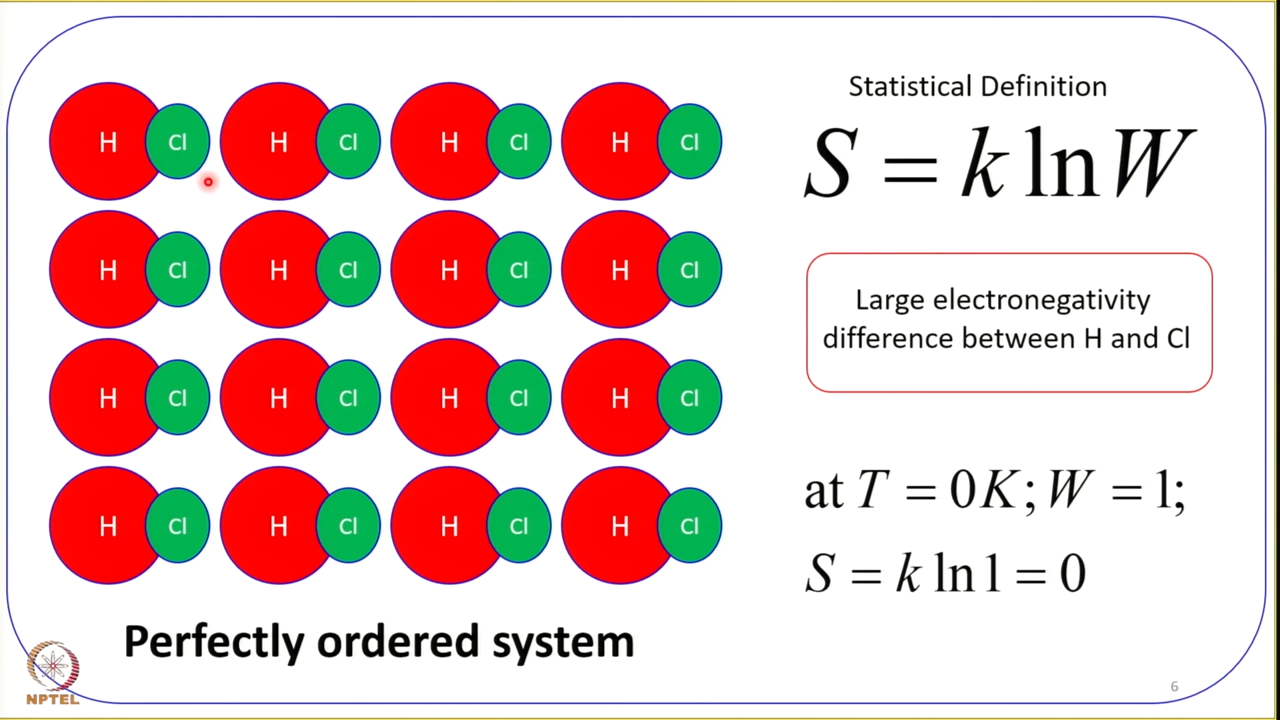 H Cl H Cl H Cl H Cl
H Cl H Cl H Cl H Cl
H Cl H Cl H Cl H Cl
H Cl H Cl H Cl H Cl
Perfectly ordered system
Statistical Definition
S = k ln W
Large electronegativity
difference between H and Cl
at T = 0K; W = 1;
S = k ln 1 = 0
NPTEL
6